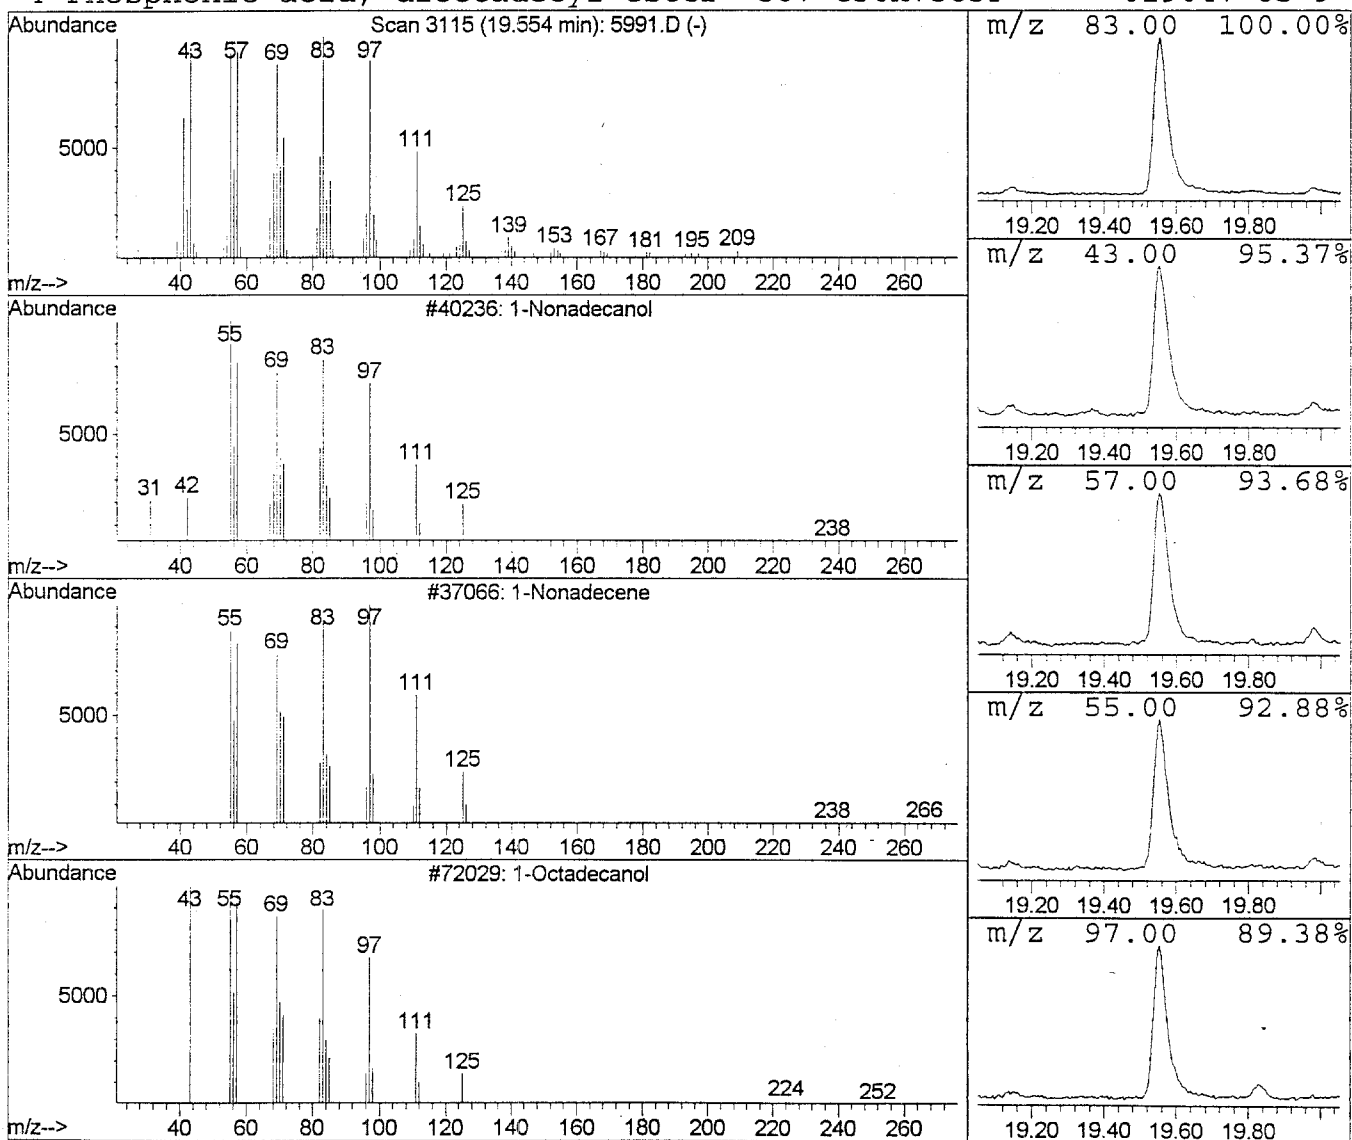 Abundance
Scan 3115 (19.554 min): 5991.D (-)
43 57 69 83 97
111
5000
125
139
153 167 181 195 209
m/z--> 40 60 80 100 120 140 160 180 200 220 240 260
Abundance
#40236: 1-Nonadecanol
55
69 83
97
5000
111
31 42
125
238
m/z--> 40 60 80 100 120 140 160 180 200 220 240 260
Abundance
#37066: 1-Nonadecene
55 83 97
69
111
5000
125
238 266
m/z--> 40 60 80 100 120 140 160 180 200 220 240 260
Abundance
#72029: 1-Octadecanol
43 55 69 83
97
5000
111
125
224 252
m/z--> 40 60 80 100 120 140 160 180 200 220 240 260
m/z 83.00 100.00%
19.20 19.40 19.60 19.80
m/z 43.00 95.37%
19.20 19.40 19.60 19.80
m/z 57.00 93.68%
19.20 19.40 19.60 19.80
m/z 55.00 92.88%
19.20 19.40 19.60 19.80
m/z 97.00 89.38%
19.20 19.40 19.60 19.80